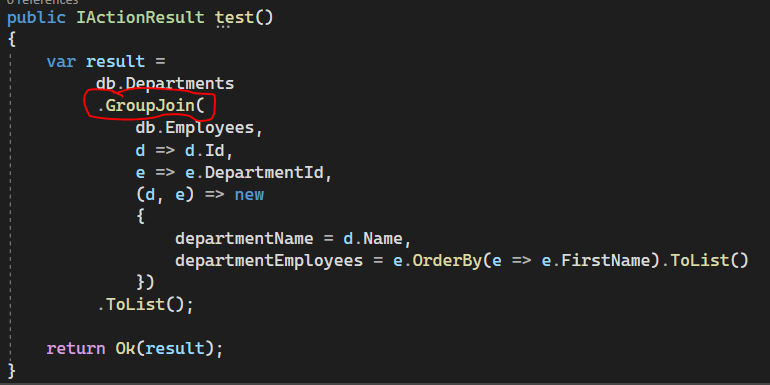 0 references
public IActionResult test()
{
var result =
db.Departments
.GroupJoin(
db.Employees,
d => d.Id,
e => e.DepartmentId,
(d, e) => new
{
departmentName = d.Name,
departmentEmployees = e.OrderBy(e => e.FirstName).ToList()
})
.ToList();
return Ok(result);
}